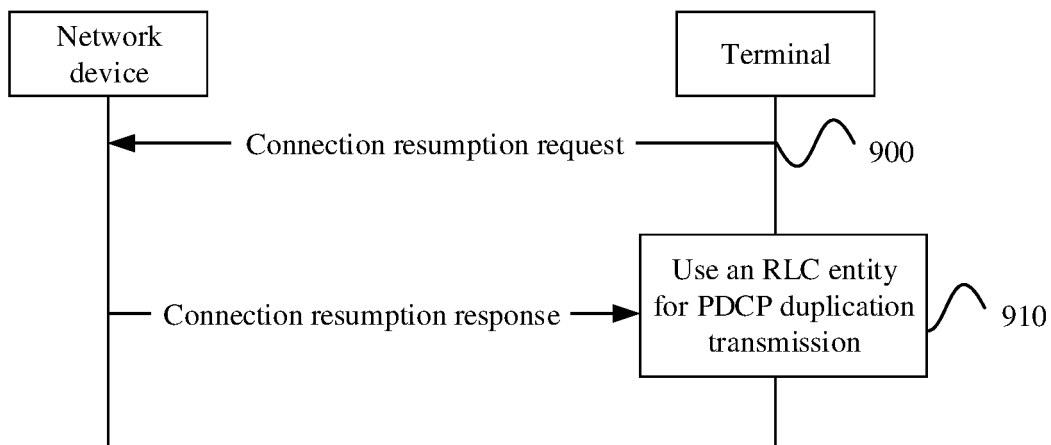 Network
device
Terminal
Connection resumption request
900
Use an RLC entity
for PDCP duplication
transmission
Connection resumption response
910